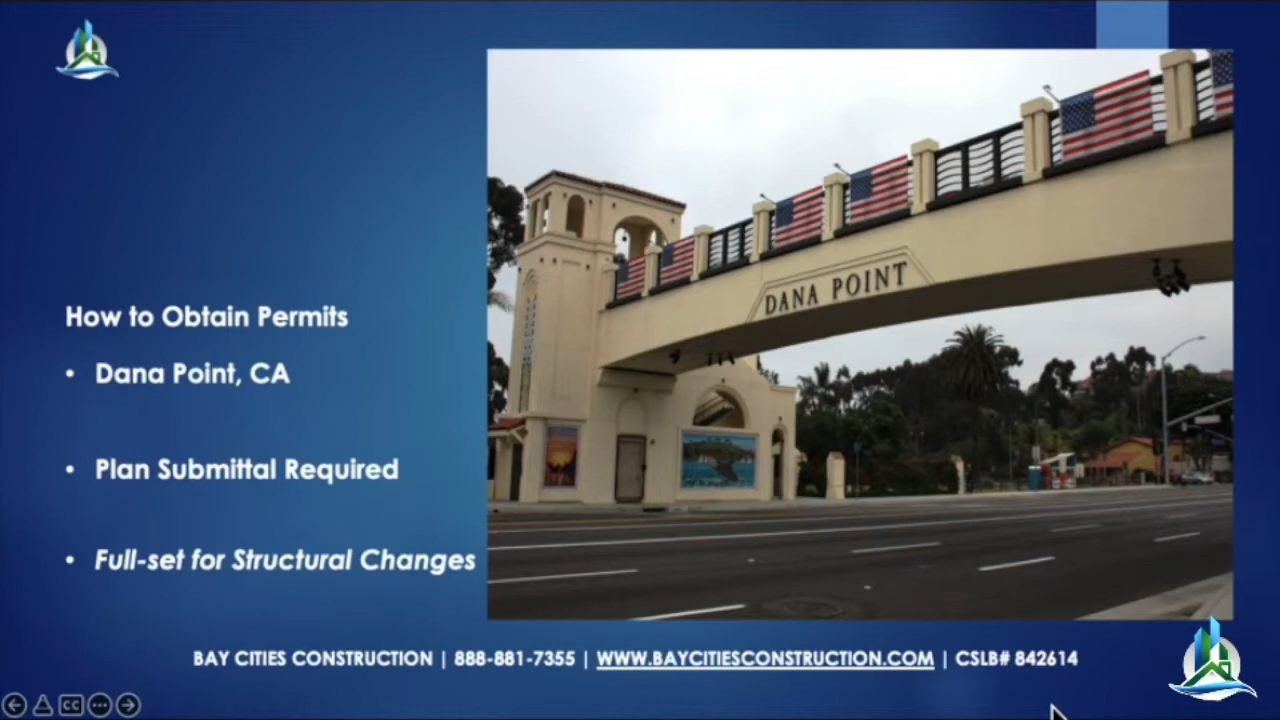 How to Obtain Permits
• Dana Point, CA
• Plan Submittal Required
• Full-set for Structural Changes
DANA POINT
BAY CITIES CONSTRUCTION | 888-881-7355 | WWW.BAYCITIESCONSTRUCTION.COM | CSLB# 842614
CC